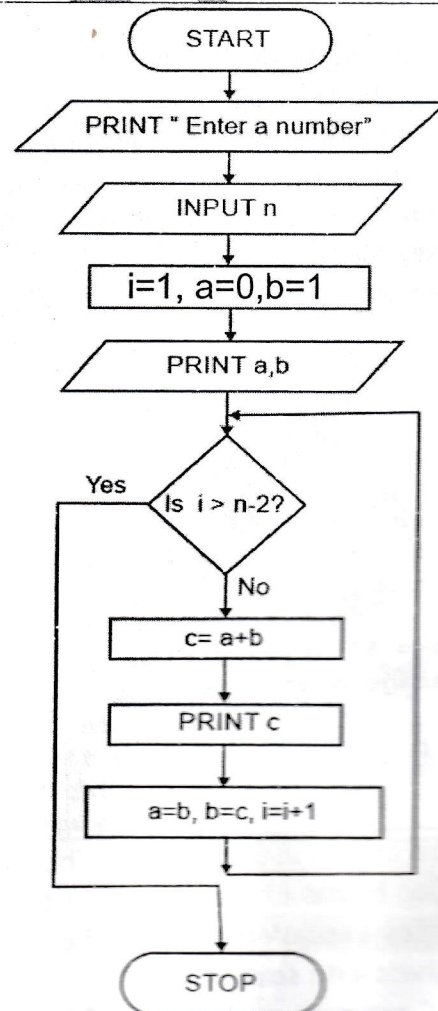 START
PRINT “ Enter a number”
INPUT n
i=1, a=0,b=1
PRINT a,b
Yes
Is i > n-2?
No
c= a+b
PRINT c
a=b, b=c, i=i+1
STOP